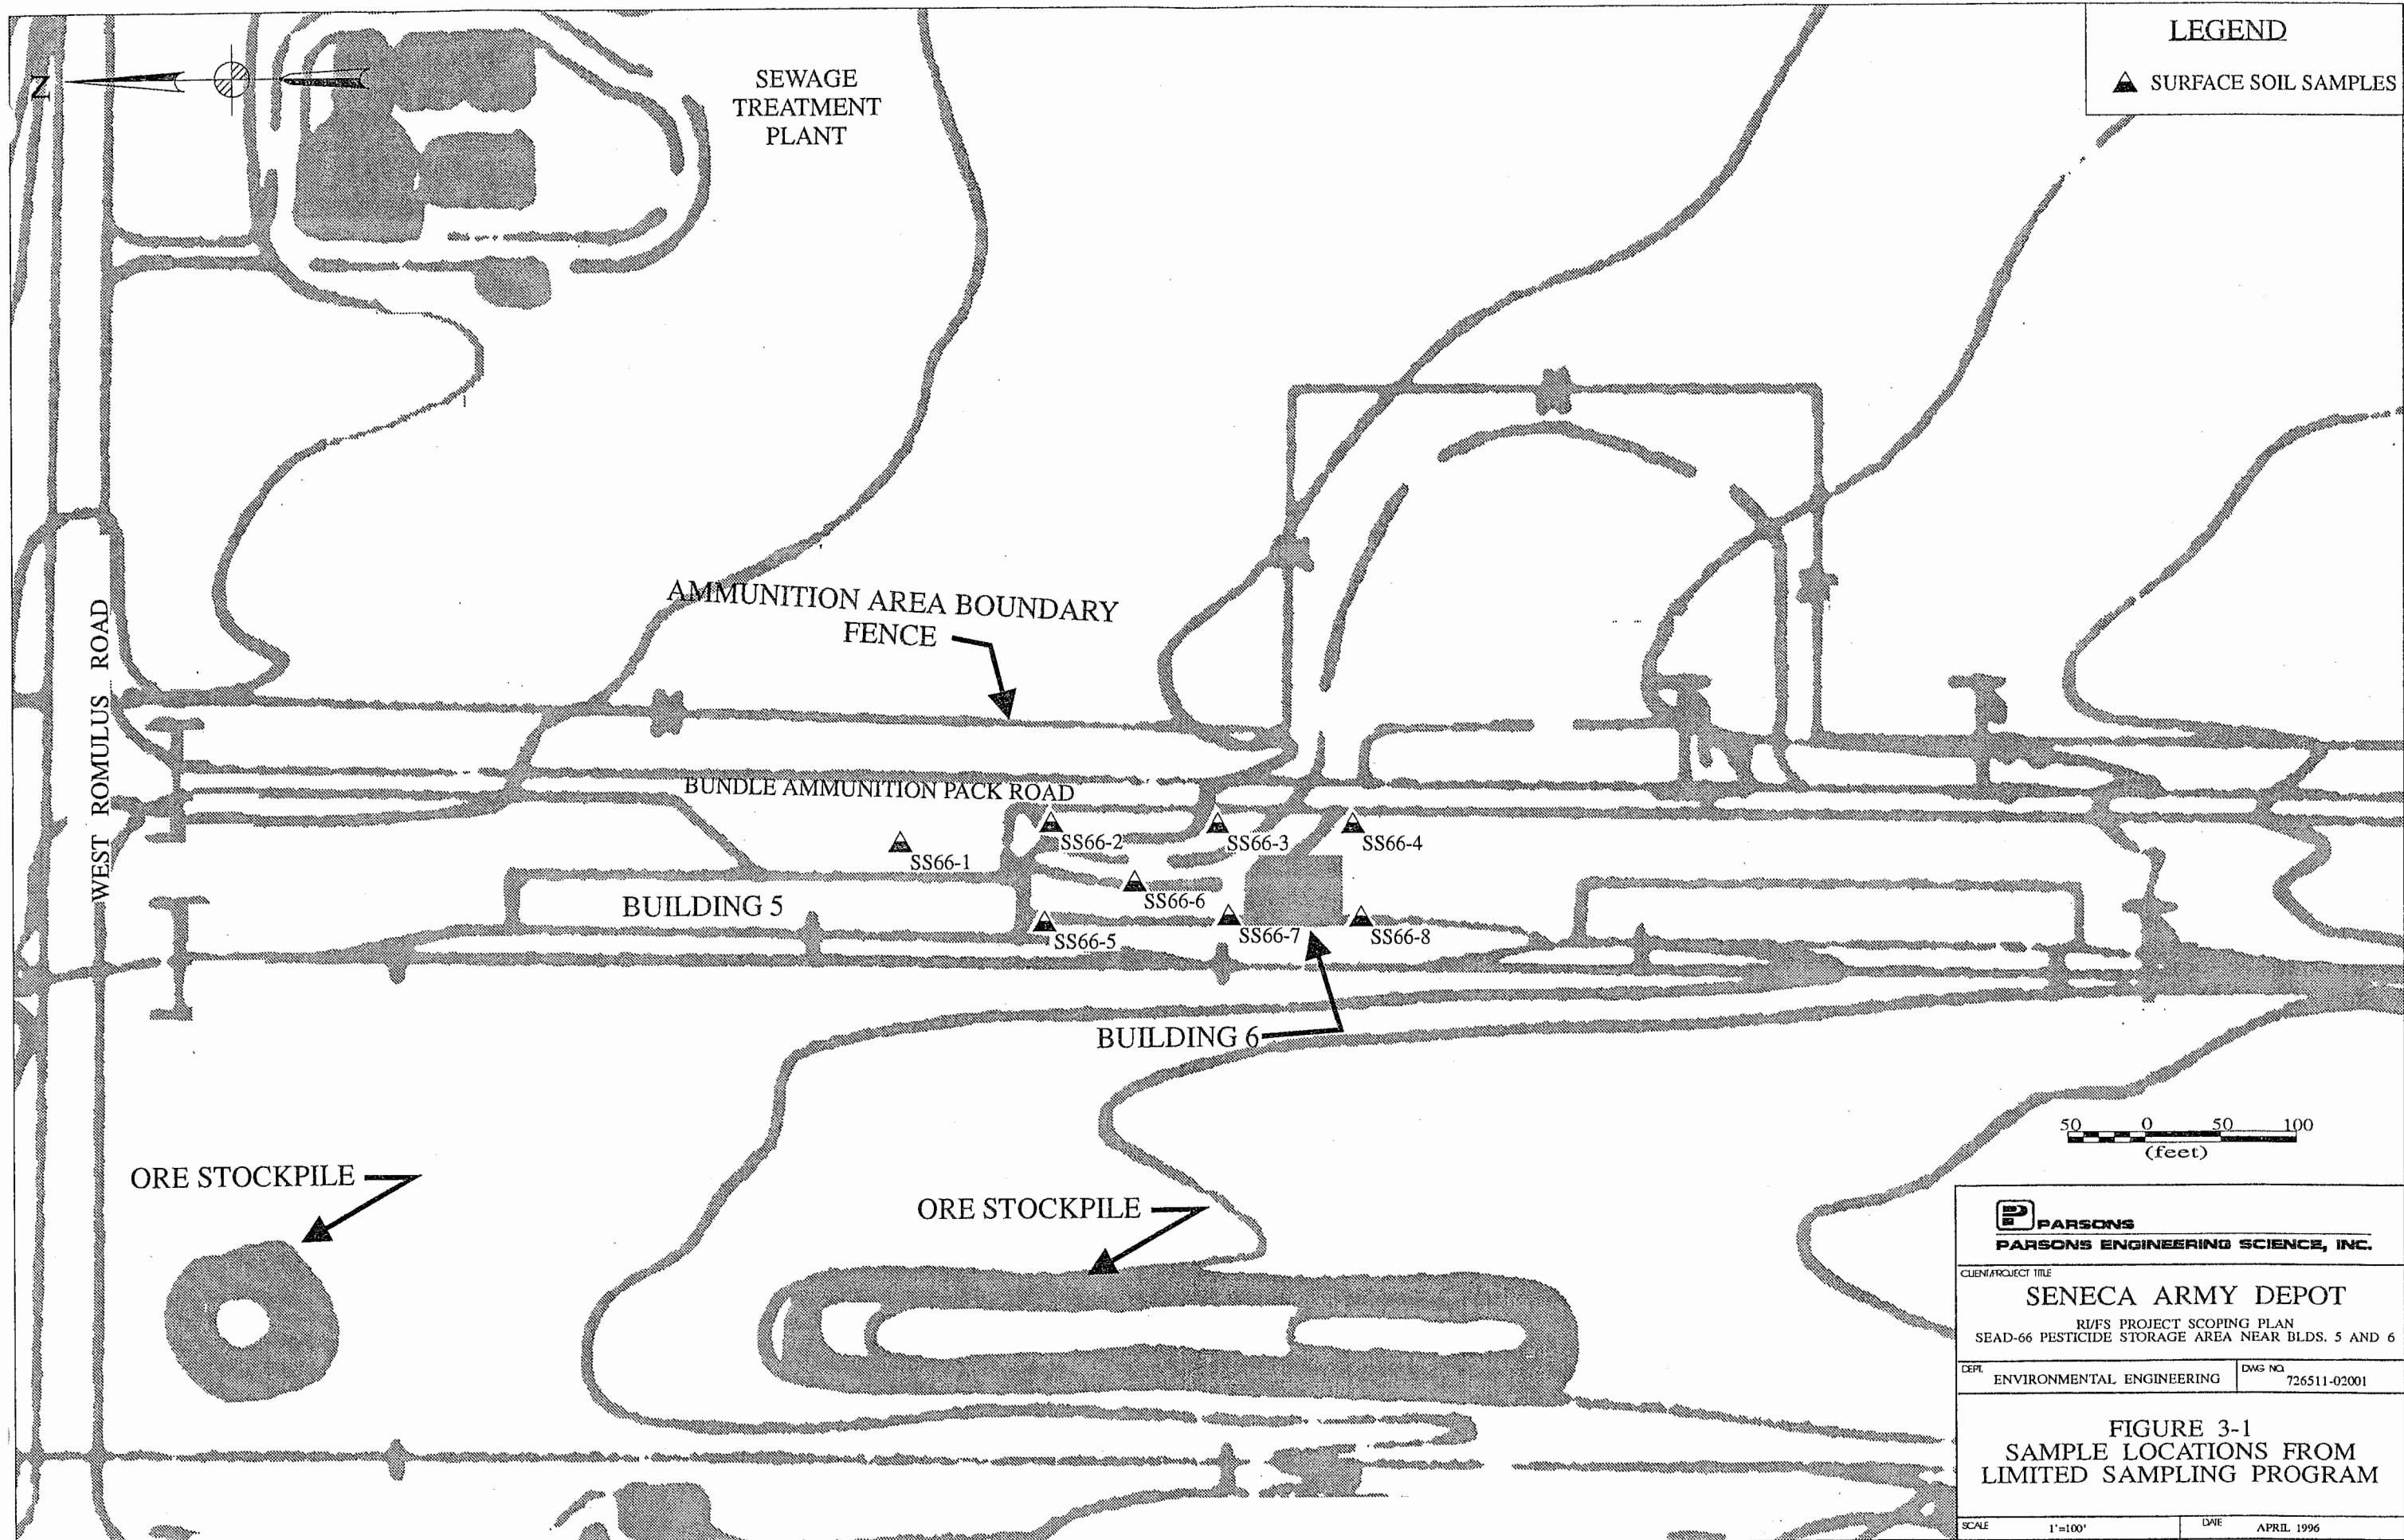 LEGEND
SURFACE SOIL SAMPLES
N
SEWAGE
TREATMENT
PLANT
AMMUNITION AREA BOUNDARY
FENCE
WEST ROMULUS ROAD
BUNDLE AMMUNITION PACK ROAD
SS66-1
SS66-2
SS66-3
SS66-4
SS66-6
BUILDING 5
SS66-5
SS66-7
SS66-8
BUILDING 6
50 0 50 100
(feet)
ORE STOCKPILE
ORE STOCKPILE
PARSONS
PARSONS ENGINEERING SCIENCE, INC.
CLIENT/PROJECT TITLE
SENECA ARMY DEPOT
RI/FS PROJECT SCOPING PLAN
SEAD-66 PESTICIDE STORAGE AREA NEAR BLDS. 5 AND 6
DEPT. ENVIRONMENTAL ENGINEERING
DWG NO. 726511-02001
FIGURE 3-1
SAMPLE LOCATIONS FROM
LIMITED SAMPLING PROGRAM
SCALE 1'=100'
DATE APRIL 1996